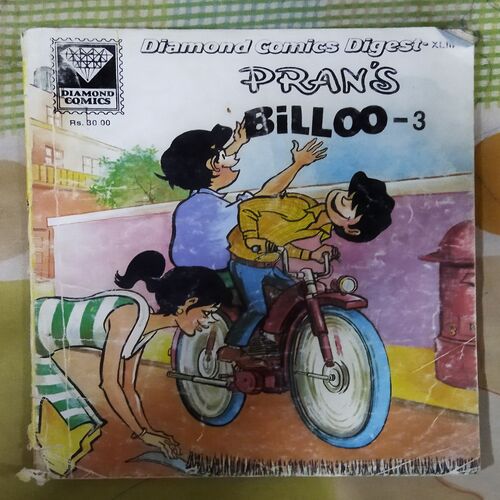 Diamond Comics Digest-XLIII
DIAMOND
COMICS
Rs. 30.00
PRAN'S
BiLLOO-3